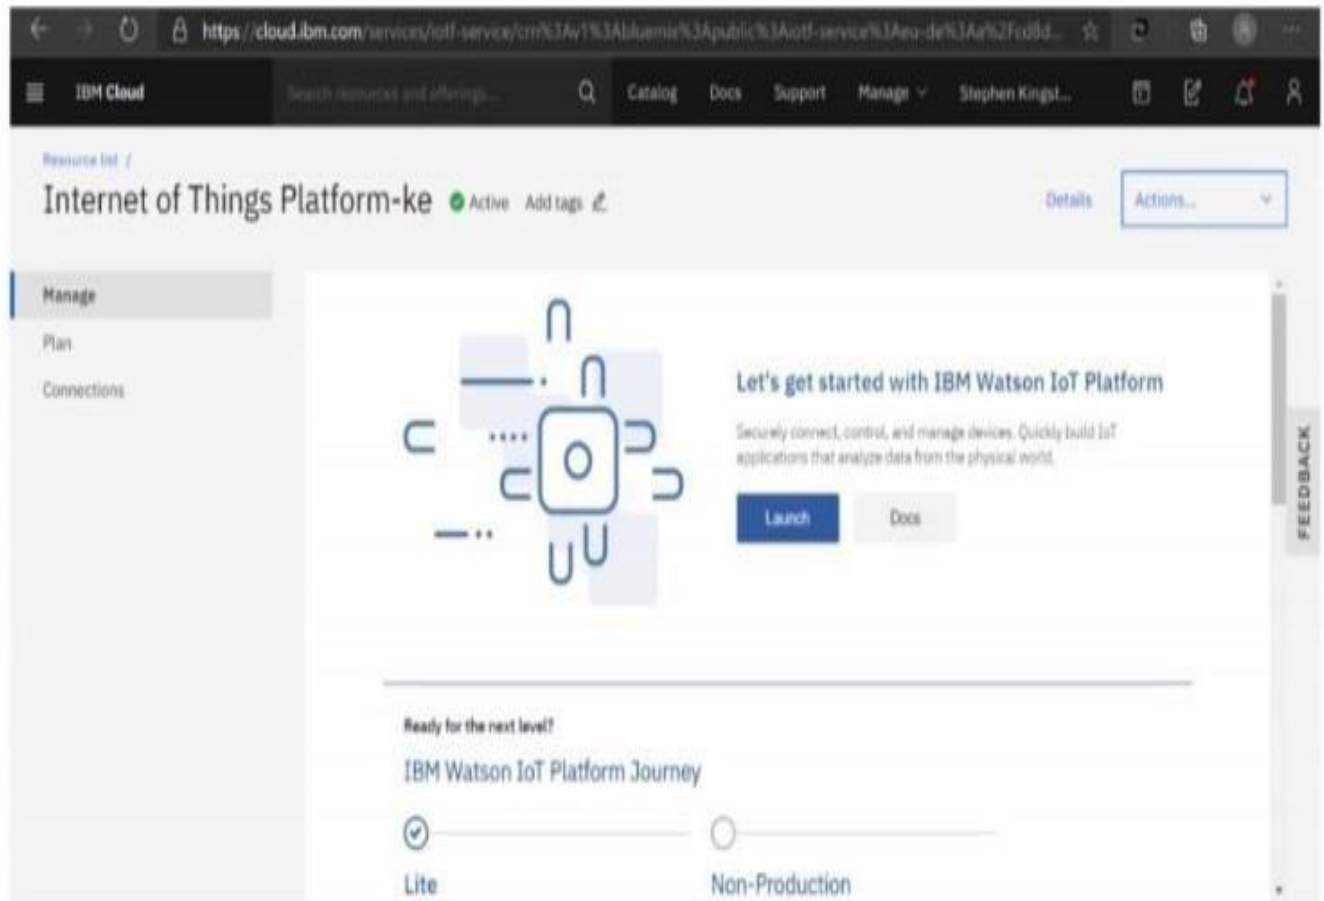 https://cloud.ibm.com/services/iotf-service/crn%3Av1%3Abluemix%3Apublic%3Aiotf-service%3Aeu-de%3Aa%2Fcd8d...
IBM Cloud Search resources and offerings... Catalog Docs Support Manage Stephen Kingst...
Resource list /
Internet of Things Platform-ke Active Add tags Details Actions...
Manage
Plan
Connections
Let's get started with IBM Watson IoT Platform
Securely connect, control, and manage devices. Quickly build IoT
applications that analyze data from the physical world.
Launch Docs
FEEDBACK
Ready for the next level?
IBM Watson IoT Platform Journey
Lite Non-Production